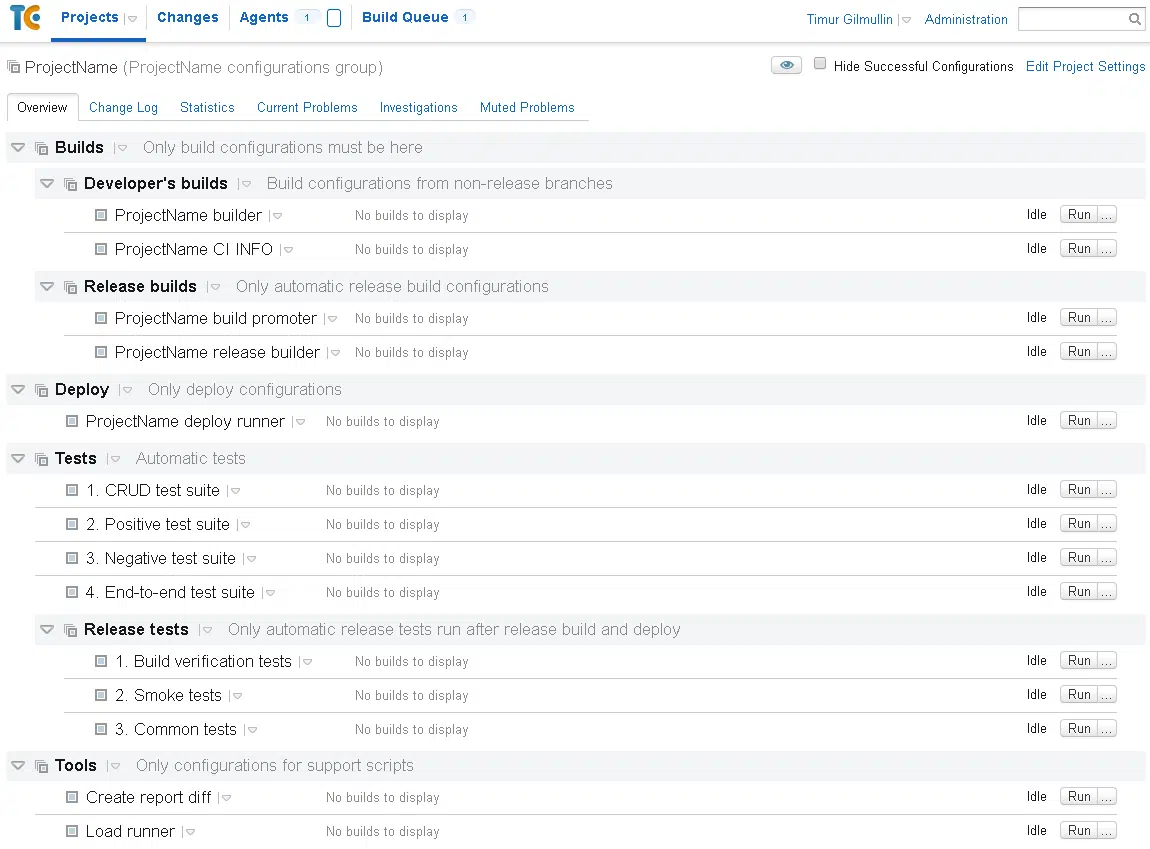 TC Projects Changes Agents 1 Build Queue 1 Timur Gilmullin Administration
ProjectName (ProjectName configurations group) Hide Successful Configurations Edit Project Settings
Overview Change Log Statistics Current Problems Investigations Muted Problems
Builds Only build configurations must be here
Developer's builds Build configurations from non-release branches
ProjectName builder No builds to display Idle Run ...
ProjectName CI INFO No builds to display Idle Run ...
Release builds Only automatic release build configurations
ProjectName build promoter No builds to display Idle Run ...
ProjectName release builder No builds to display Idle Run ...
Deploy Only deploy configurations
ProjectName deploy runner No builds to display Idle Run ...
Tests Automatic tests
1. CRUD test suite No builds to display Idle Run ...
2. Positive test suite No builds to display Idle Run ...
3. Negative test suite No builds to display Idle Run ...
4. End-to-end test suite No builds to display Idle Run ...
Release tests Only automatic release tests run after release build and deploy
1. Build verification tests No builds to display Idle Run ...
2. Smoke tests No builds to display Idle Run ...
3. Common tests No builds to display Idle Run ...
Tools Only configurations for support scripts
Create report diff No builds to display Idle Run ...
Load runner No builds to display Idle Run ...